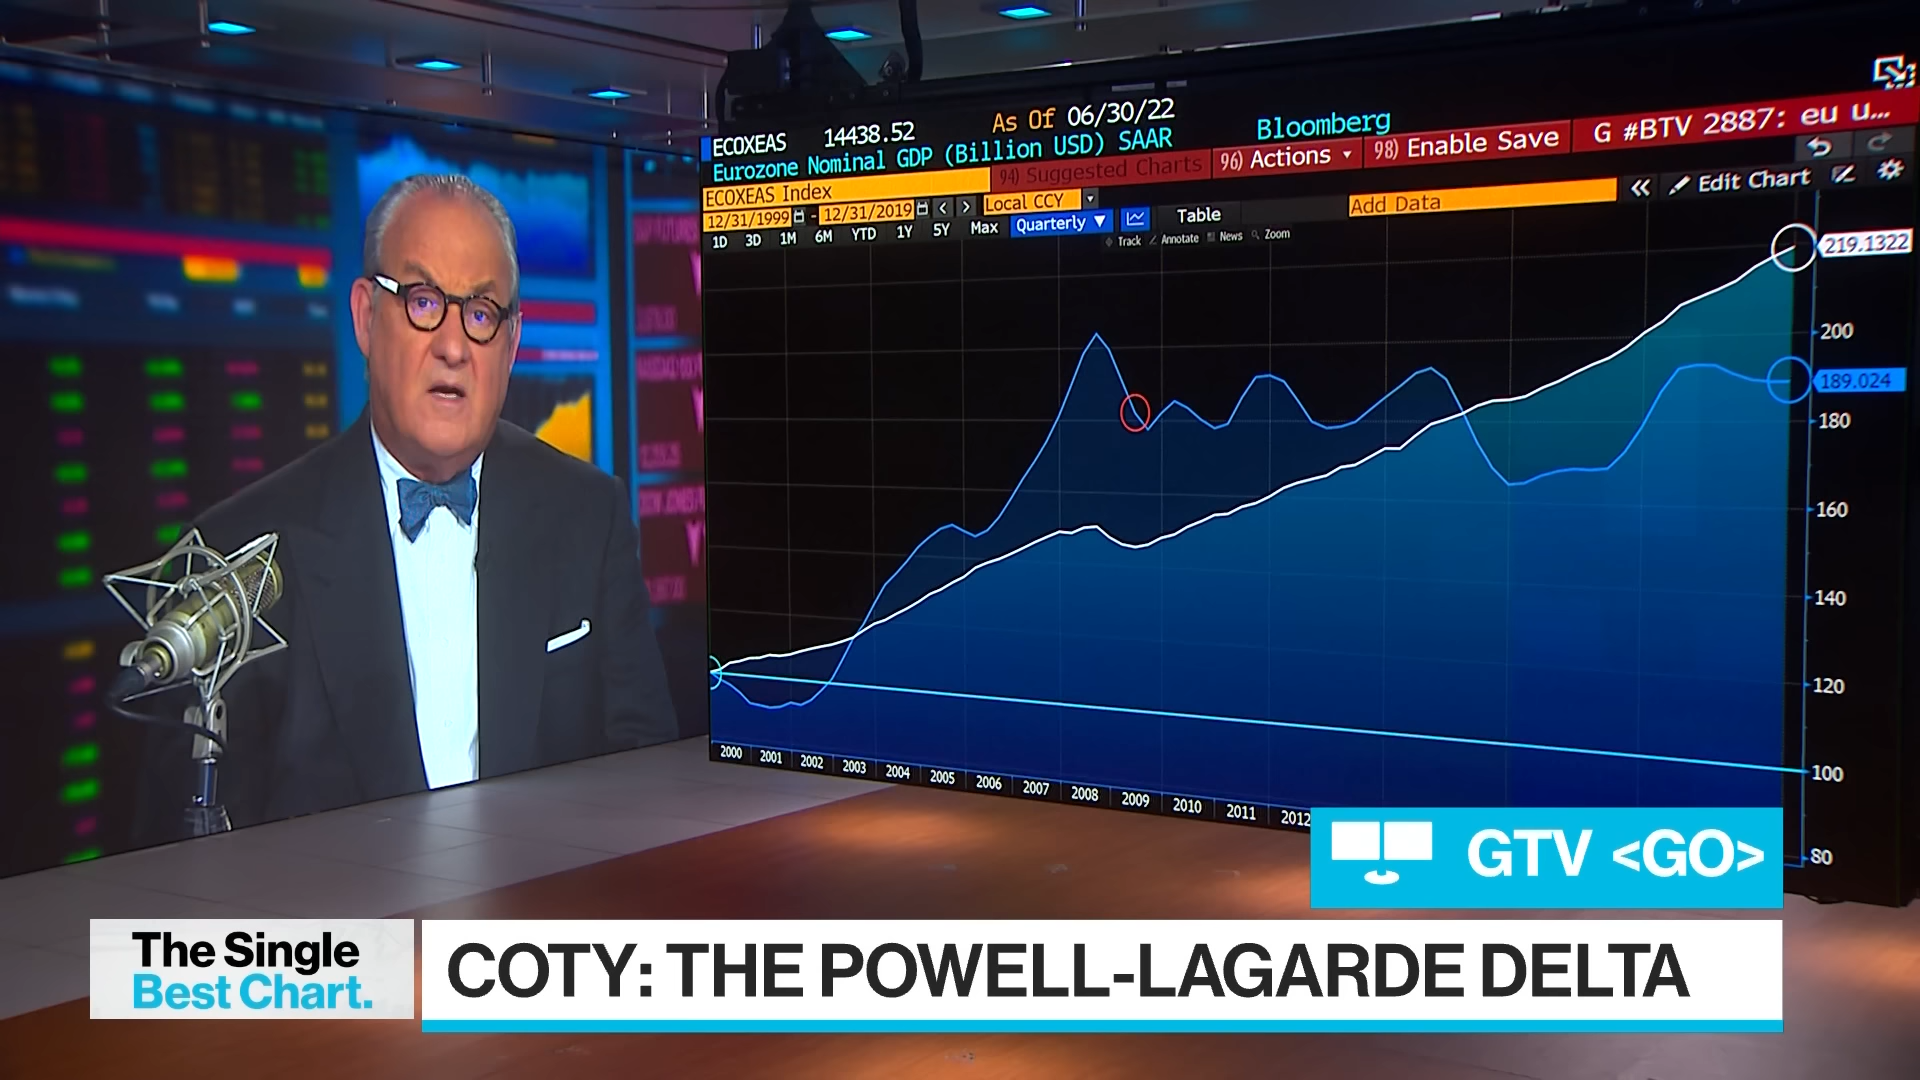 ECOXEAS 14438.52 As Of 06/30/22 Bloomberg
Eurozone Nominal GDP (Billion USD) SAAR
94) Suggested Charts 96) Actions 98) Enable Save G #BTV 2887: eu u...
ECOXEAS Index
12/31/1999 - 12/31/2019 Local CCY Add Data « Edit Chart
1D 3D 1M 6M YTD 1Y 5Y Max Quarterly ▼ Table
Track Annotate News Zoom
219.1322
200
189.024
180
160
140
120
100
80
2000 2001 2002 2003 2004 2005 2006 2007 2008 2009 2010 2011 2012
GTV <GO>
The Single
Best Chart.
COTY: THE POWELL-LAGARDE DELTA